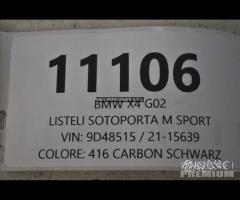 11106
BMW X4 G02
LISTELI SOTOPORTA M SPORT
VIN: 9D48515 / 21-15639
COLORE: 416 CARBON SCHWARZ
PREMIUM